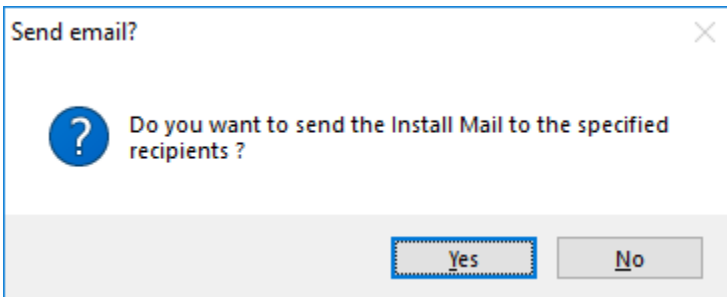 Send email?
Do you want to send the Install Mail to the specified
recipients ?
Yes No